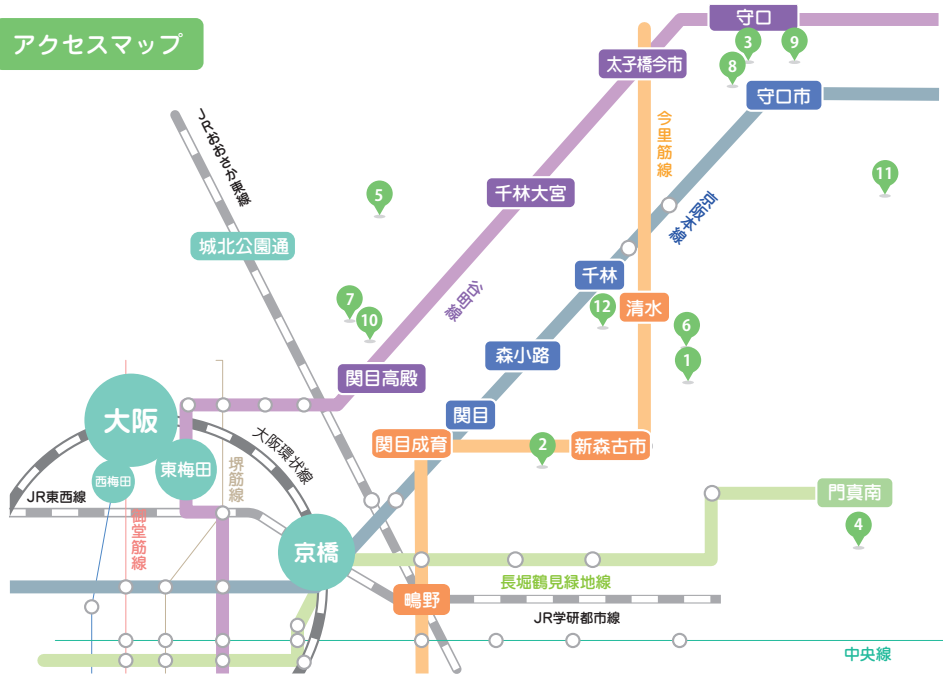 アクセスマップ
守口
3
9
8
太子橋今市
守口市
JRおおさか東線
今里筋線
11
5
千林大宮
京阪本線
城北公園通
千林
谷町線
7
10
12
清水
6
森小路
1
関目高殿
大阪
関目
大阪環状線
関目成育
2
新森古市
西梅田
東梅田
堺筋線
JR東西線
門真南
御堂筋線
4
京橋
長堀鶴見緑地線
鴫野
JR学研都市線
中央線